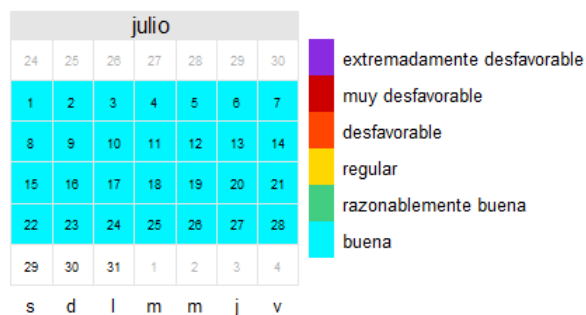 julio
24 25 26 27 28 29 30
1 2 3 4 5 6 7
8 9 10 11 12 13 14
15 16 17 18 19 20 21
22 23 24 25 26 27 28
29 30 31 1 2 3 4
s d l m m j v
extremadamente desfavorable
muy desfavorable
desfavorable
regular
razonablemente buena
buena